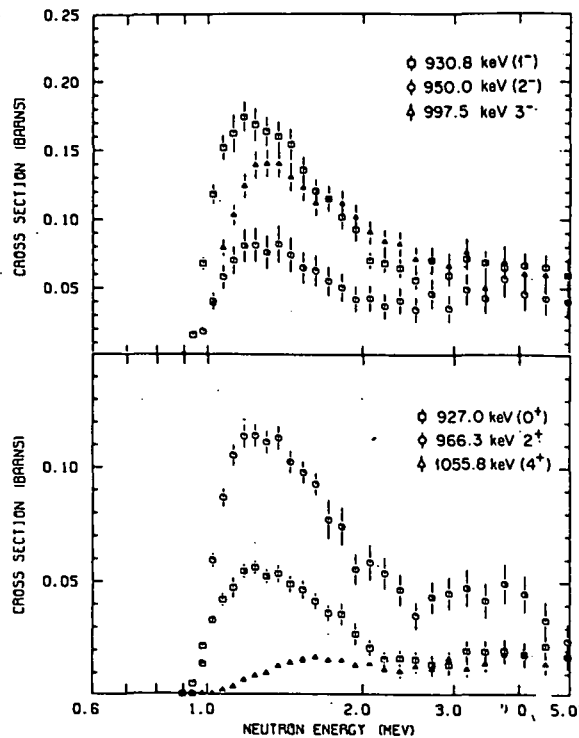 0.25
0.20
0.15
0.10
0.05
CROSS SECTION (BARNS)
930.8 keV (1⁻)
950.0 keV (2⁻)
997.5 keV 3⁻
0.10
0.05
CROSS SECTION (BARNS)
927.0 keV (0⁺)
966.3 keV 2⁺
1055.8 keV (4⁺)
0.6 1.0 2.0 3.0 4.0 5.0
NEUTRON ENERGY (MEV)